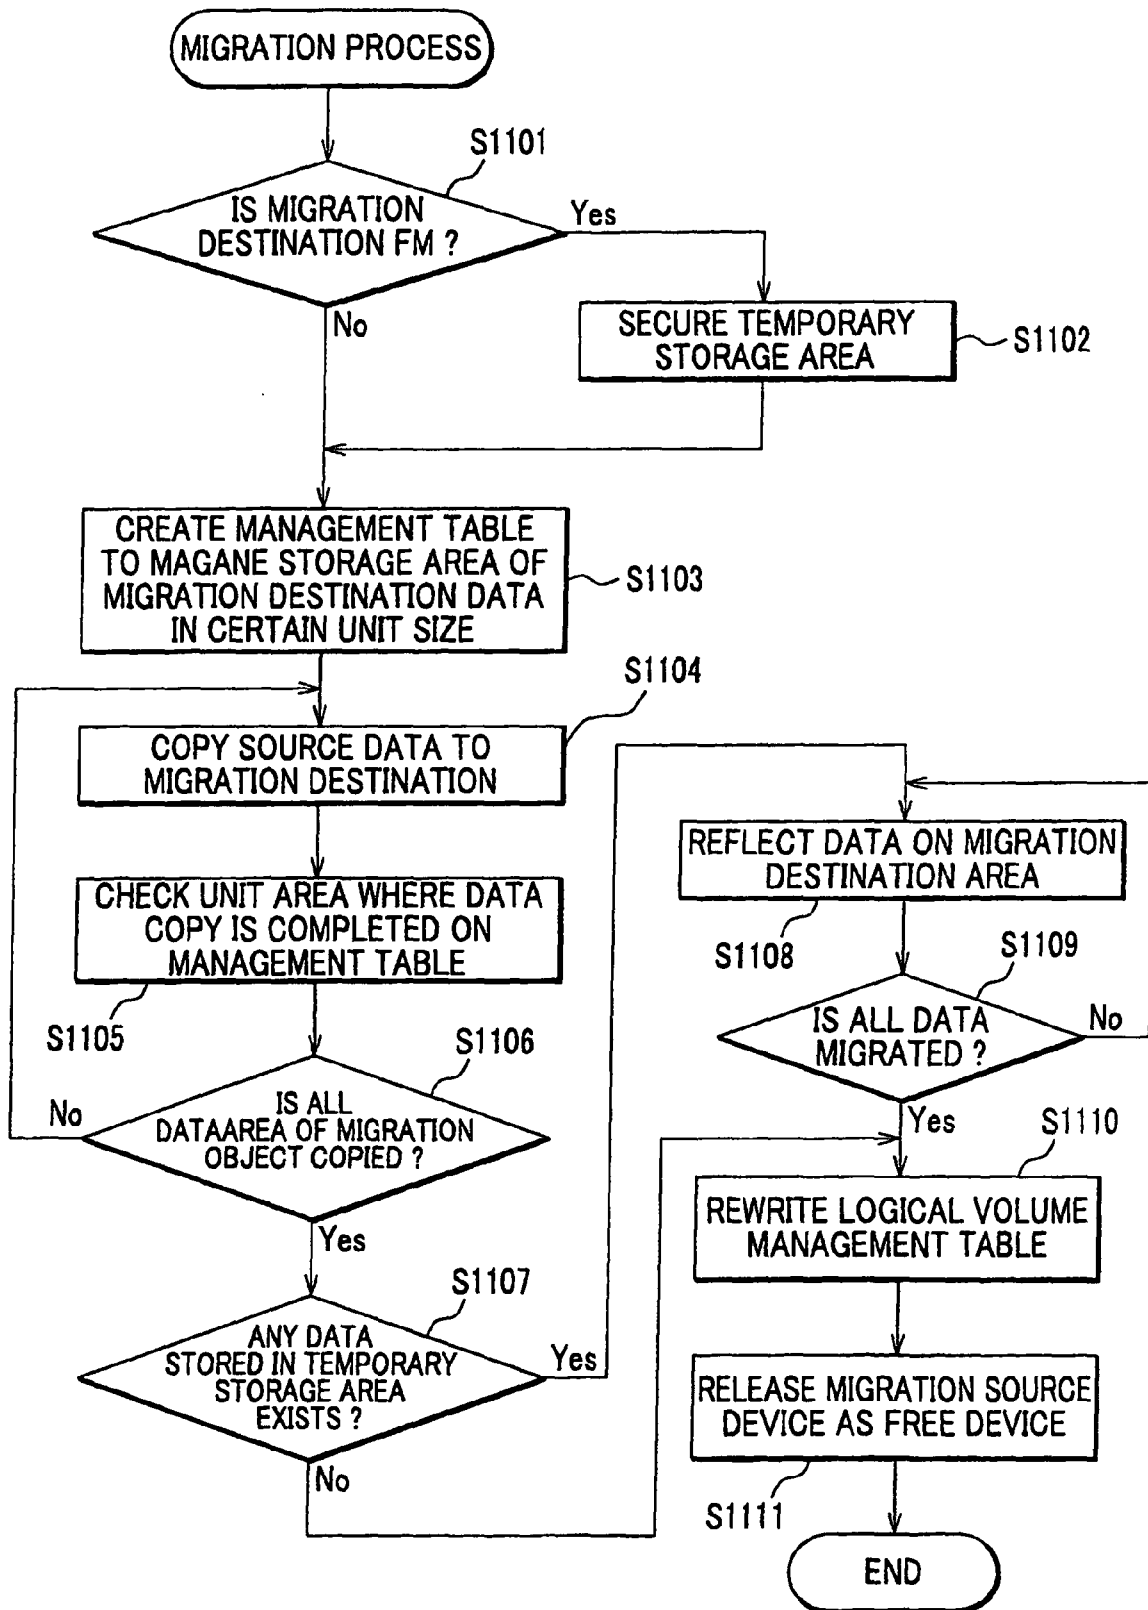 MIGRATION PROCESS
S1101
IS MIGRATION
DESTINATION FM ?
Yes
No
SECURE TEMPORARY
STORAGE AREA
S1102
CREATE MANAGEMENT TABLE
TO MAGANE STORAGE AREA OF
MIGRATION DESTINATION DATA
IN CERTAIN UNIT SIZE
S1103
S1104
COPY SOURCE DATA TO
MIGRATION DESTINATION
CHECK UNIT AREA WHERE DATA
COPY IS COMPLETED ON
MANAGEMENT TABLE
S1105
S1106
IS ALL
DATAAREA OF MIGRATION
OBJECT COPIED ?
No
Yes
S1107
ANY DATA
STORED IN TEMPORARY
STORAGE AREA
EXISTS ?
Yes
No
REFLECT DATA ON MIGRATION
DESTINATION AREA
S1108
S1109
IS ALL DATA
MIGRATED ?
No
Yes
S1110
REWRITE LOGICAL VOLUME
MANAGEMENT TABLE
RELEASE MIGRATION SOURCE
DEVICE AS FREE DEVICE
S1111
END